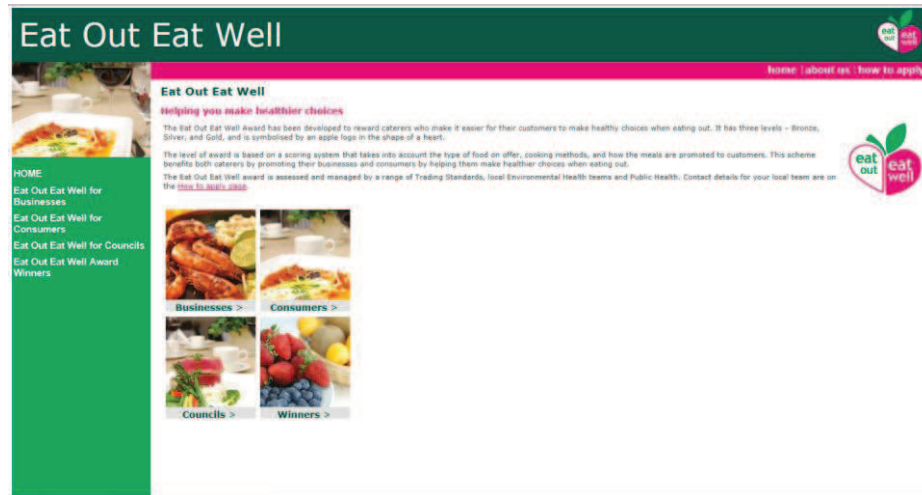 Eat Out Eat Well
eat out eat well
home | about us | how to apply
Eat Out Eat Well
Helping you make healthier choices
The Eat Out Eat Well Award has been developed to reward caterers who make it easier for their customers to make healthy choices when eating out. It has three levels – Bronze,
Silver, and Gold, and is symbolised by an apple logo in the shape of a heart.
The level of award is based on a scoring system that takes into account the type of food on offer, cooking methods, and how the meals are promoted to customers. This scheme
benefits both caterers by promoting their businesses and consumers by helping them make healthier choices when eating out.
The Eat Out Eat Well award is assessed and managed by a range of Trading Standards, local Environmental Health teams and Public Health. Contact details for your local team are on
the How to apply page.
eat out eat well
HOME
Eat Out Eat Well for
Businesses
Eat Out Eat Well for
Consumers
Eat Out Eat Well for Councils
Eat Out Eat Well Award
Winners
Businesses >
Consumers >
Councils >
Winners >